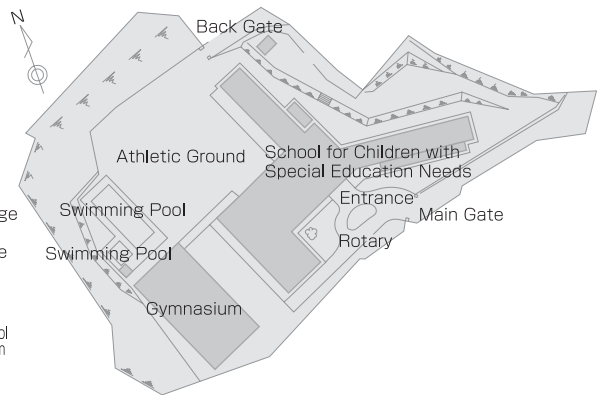 N
Back Gate
Athletic Ground
School for Children with
Special Education Needs
Entrance
Main Gate
Swimming Pool
Rotary
Swimming Pool
Gymnasium